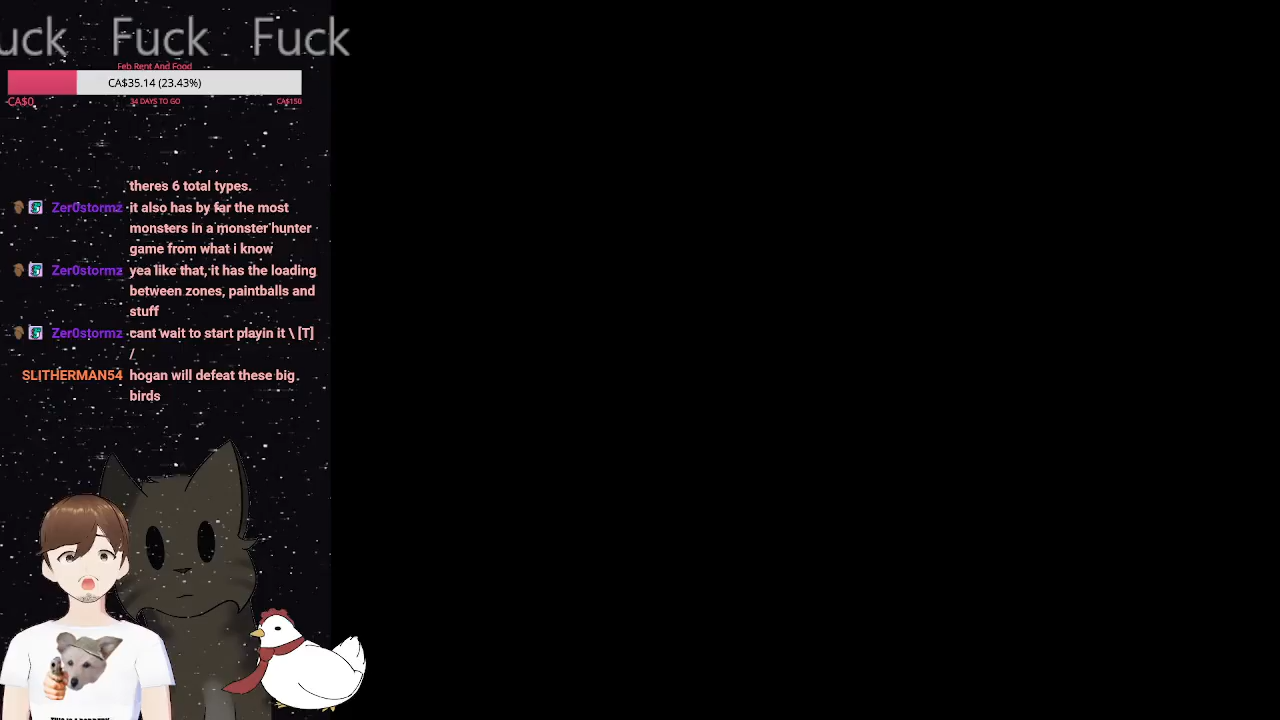 uck Fuck Fuck
Feb Rent And Food
CA$35.14 (23.43%)
CA$0 34 DAYS TO GO CA$150
theres 6 total types.
Zer0stormz it also has by far the most
monsters in a monster hunter
game from what i know
Zer0stormz yea like that, it has the loading
between zones, paintballs and
stuff
Zer0stormz cant wait to start playin it \ [T]
/
SLITHERMAN54 hogan will defeat these big
birds